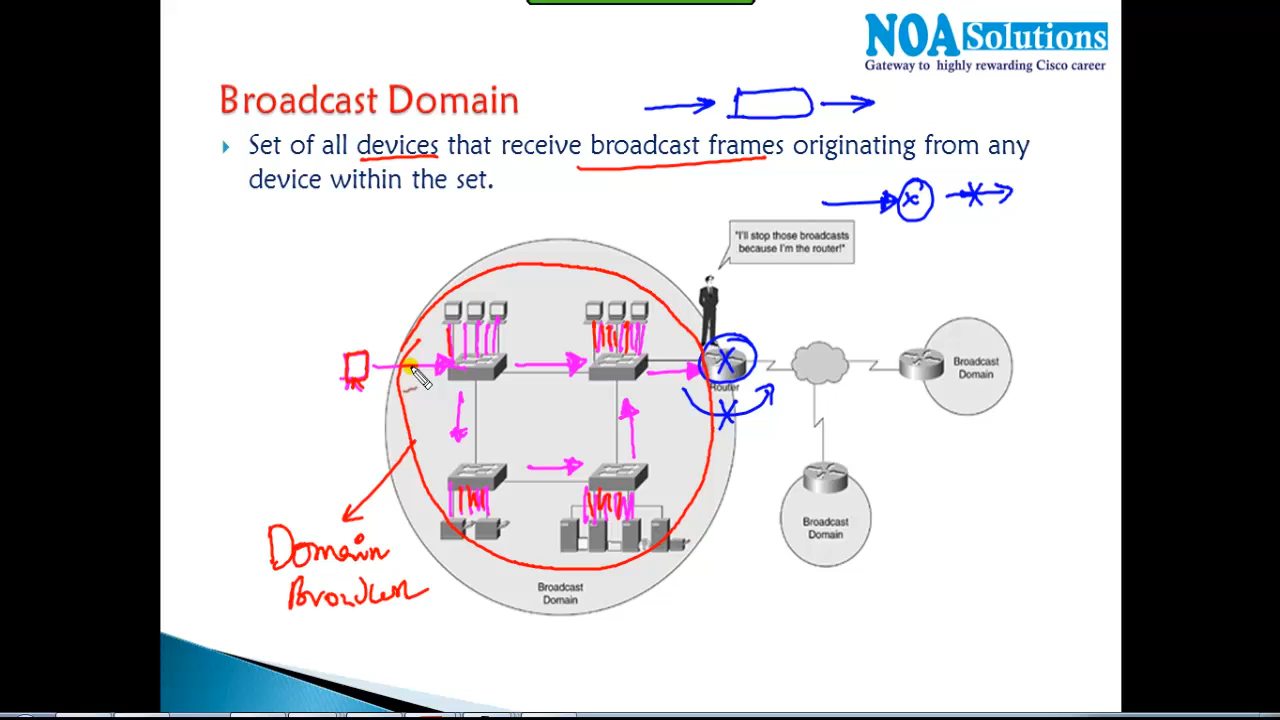 NOA Solutions
Gateway to highly rewarding Cisco career
Broadcast Domain
Set of all devices that receive broadcast frames originating from any
device within the set.
"I'll stop those broadcasts
because I'm the router!"
Router
Broadcast
Domain
Broadcast
Domain
Domain
Broadcast
Domain